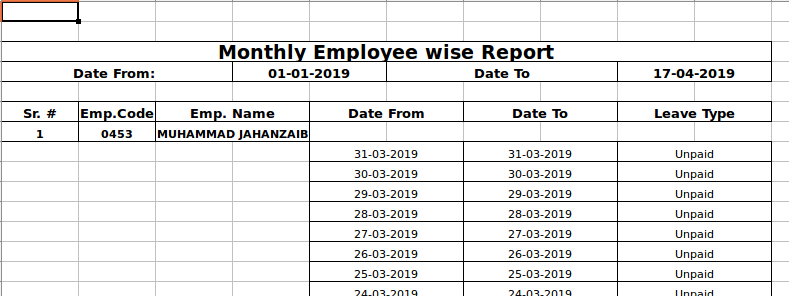 Monthly Employee wise Report
Date From: 01-01-2019 Date To 17-04-2019
Sr. # Emp.Code Emp. Name Date From Date To Leave Type
1 0453 MUHAMMAD JAHANZAIB
31-03-2019 31-03-2019 Unpaid
30-03-2019 30-03-2019 Unpaid
29-03-2019 29-03-2019 Unpaid
28-03-2019 28-03-2019 Unpaid
27-03-2019 27-03-2019 Unpaid
26-03-2019 26-03-2019 Unpaid
25-03-2019 25-03-2019 Unpaid
24-03-2019 24-03-2019 Unpaid